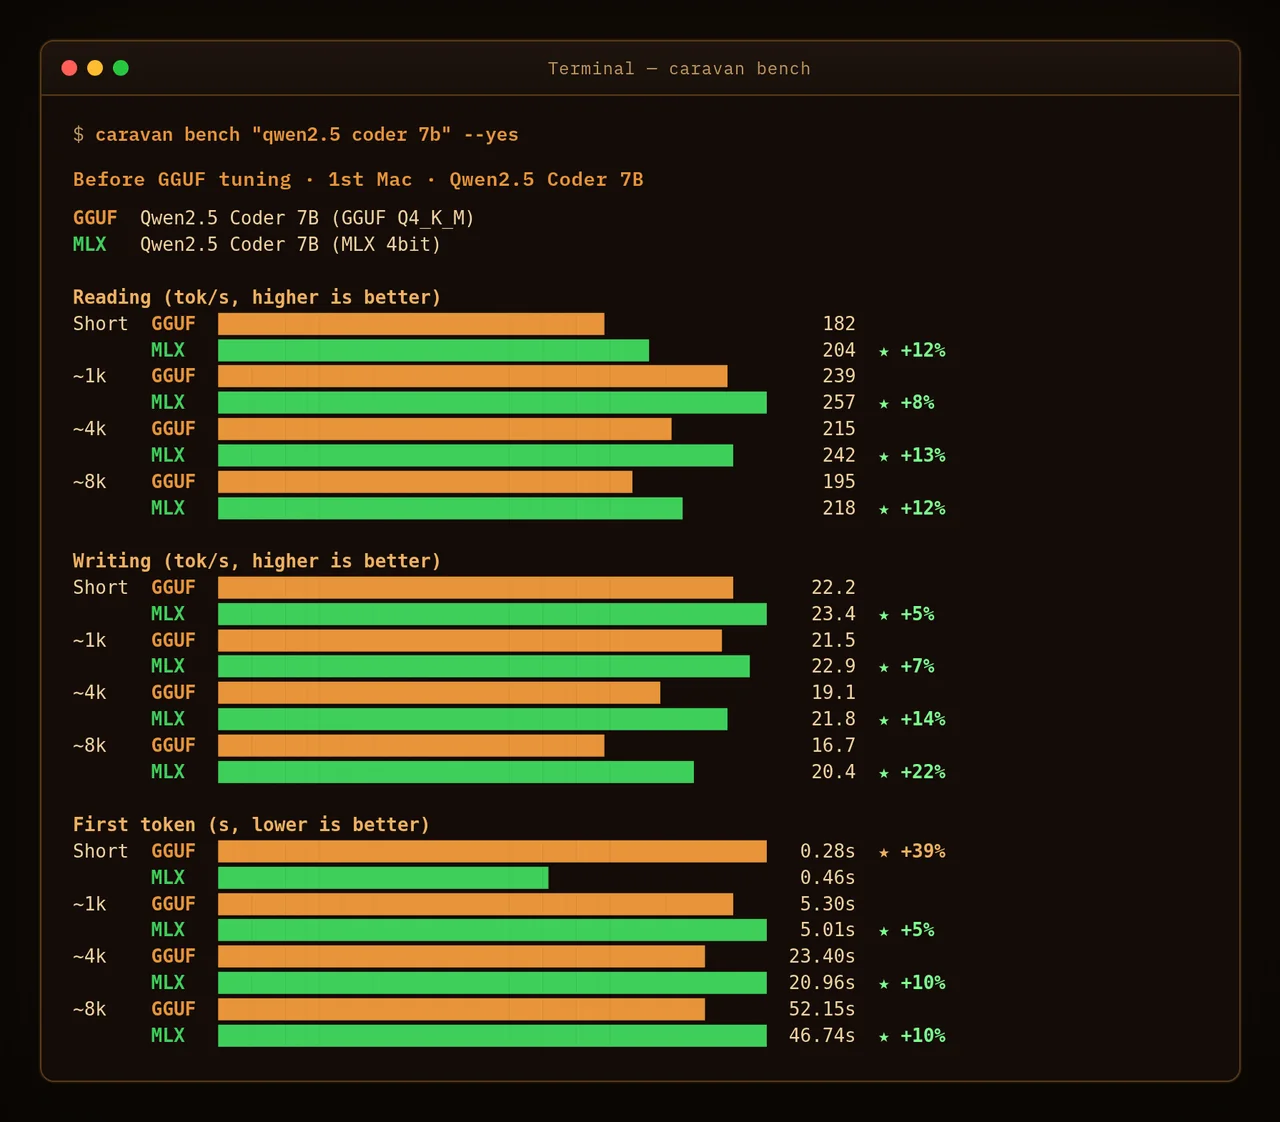 Terminal — caravan bench
$ caravan bench "qwen2.5 coder 7b" --yes
Before GGUF tuning · 1st Mac · Qwen2.5 Coder 7B
GGUF Qwen2.5 Coder 7B (GGUF Q4_K_M)
MLX Qwen2.5 Coder 7B (MLX 4bit)
Reading (tok/s, higher is better)
Short GGUF 182
MLX 204 ★ +12%
~1k GGUF 239
MLX 257 ★ +8%
~4k GGUF 215
MLX 242 ★ +13%
~8k GGUF 195
MLX 218 ★ +12%
Writing (tok/s, higher is better)
Short GGUF 22.2
MLX 23.4 ★ +5%
~1k GGUF 21.5
MLX 22.9 ★ +7%
~4k GGUF 19.1
MLX 21.8 ★ +14%
~8k GGUF 16.7
MLX 20.4 ★ +22%
First token (s, lower is better)
Short GGUF 0.28s ★ +39%
MLX 0.46s
~1k GGUF 5.30s
MLX 5.01s ★ +5%
~4k GGUF 23.40s
MLX 20.96s ★ +10%
~8k GGUF 52.15s
MLX 46.74s ★ +10%